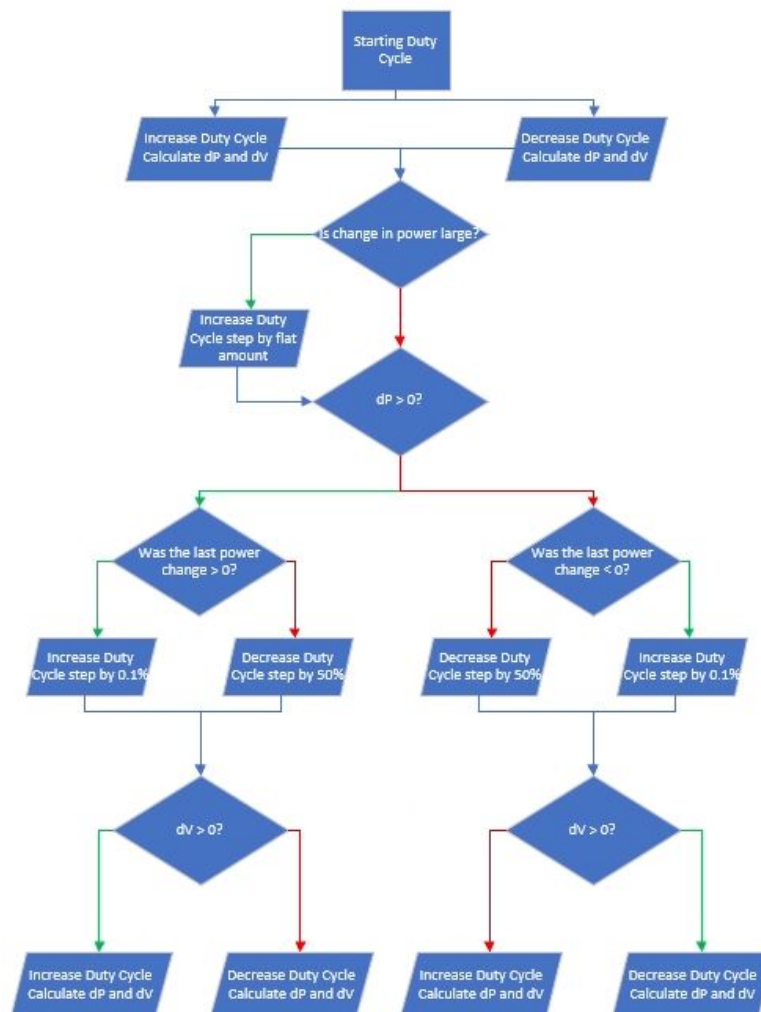 Starting Duty
Cycle
Increase Duty Cycle
Calculate dP and dV
Decrease Duty Cycle
Calculate dP and dV
Is change in power large?
Increase Duty
Cycle step by flat
amount
dP > 0?
Was the last power
change > 0?
Was the last power
change < 0?
Increase Duty
Cycle step by 0.1%
Decrease Duty
Cycle step by 50%
Decrease Duty
Cycle step by 50%
Increase Duty
Cycle step by 0.1%
dV > 0?
dV > 0?
Increase Duty Cycle
Calculate dP and dV
Decrease Duty Cycle
Calculate dP and dV
Increase Duty Cycle
Calculate dP and dV
Decrease Duty Cycle
Calculate dP and dV